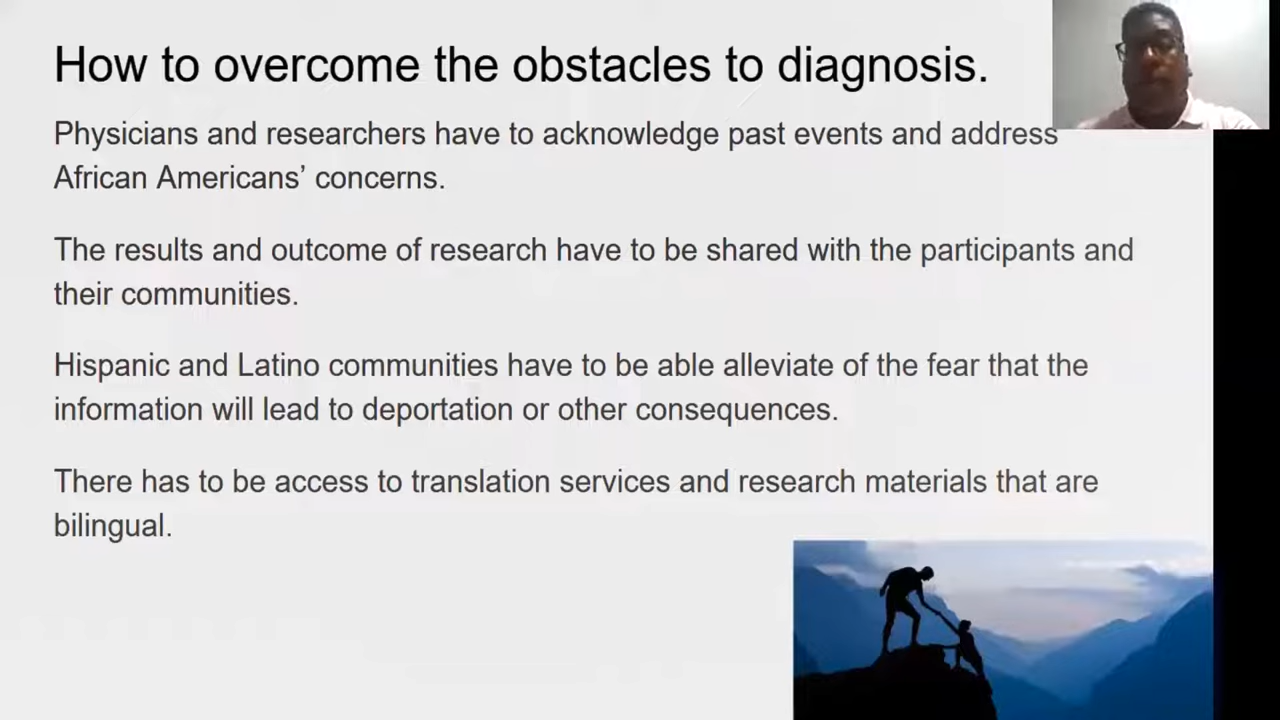 How to overcome the obstacles to diagnosis.
Physicians and researchers have to acknowledge past events and address
African Americans’ concerns.
The results and outcome of research have to be shared with the participants and
their communities.
Hispanic and Latino communities have to be able alleviate of the fear that the
information will lead to deportation or other consequences.
There has to be access to translation services and research materials that are
bilingual.